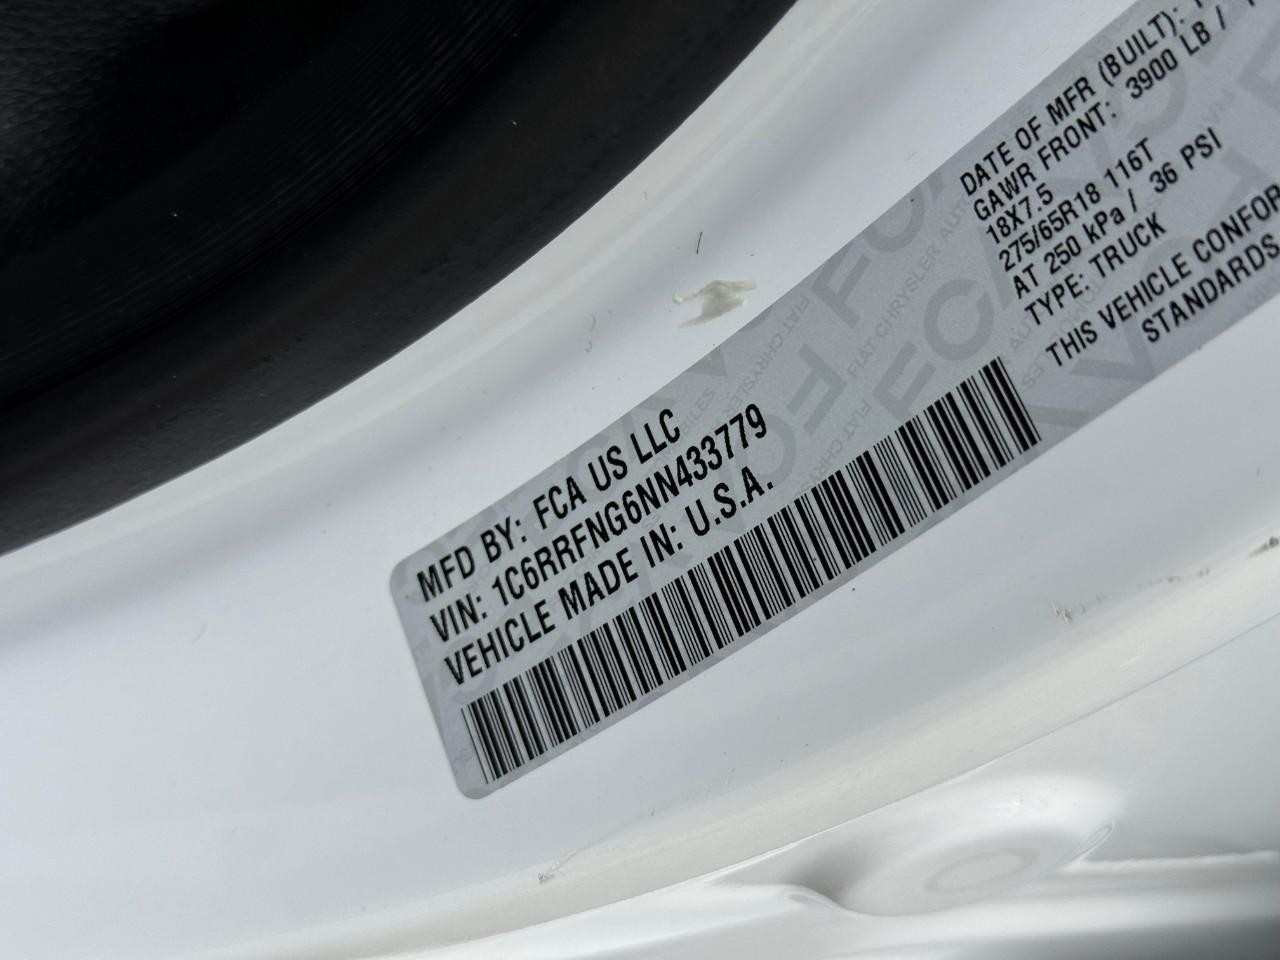 MFD BY: FCA US LLC
VIN: 1C6RRFNG6NN433779
VEHICLE MADE IN: U.S.A.
DATE OF MFR (BUILT):
GAWR FRONT: 3900 LB /
18X7.5
275/65R18 116T
AT 250 kPa / 36 PSI
TYPE: TRUCK
THIS VEHICLE CONFOR
STANDARDS